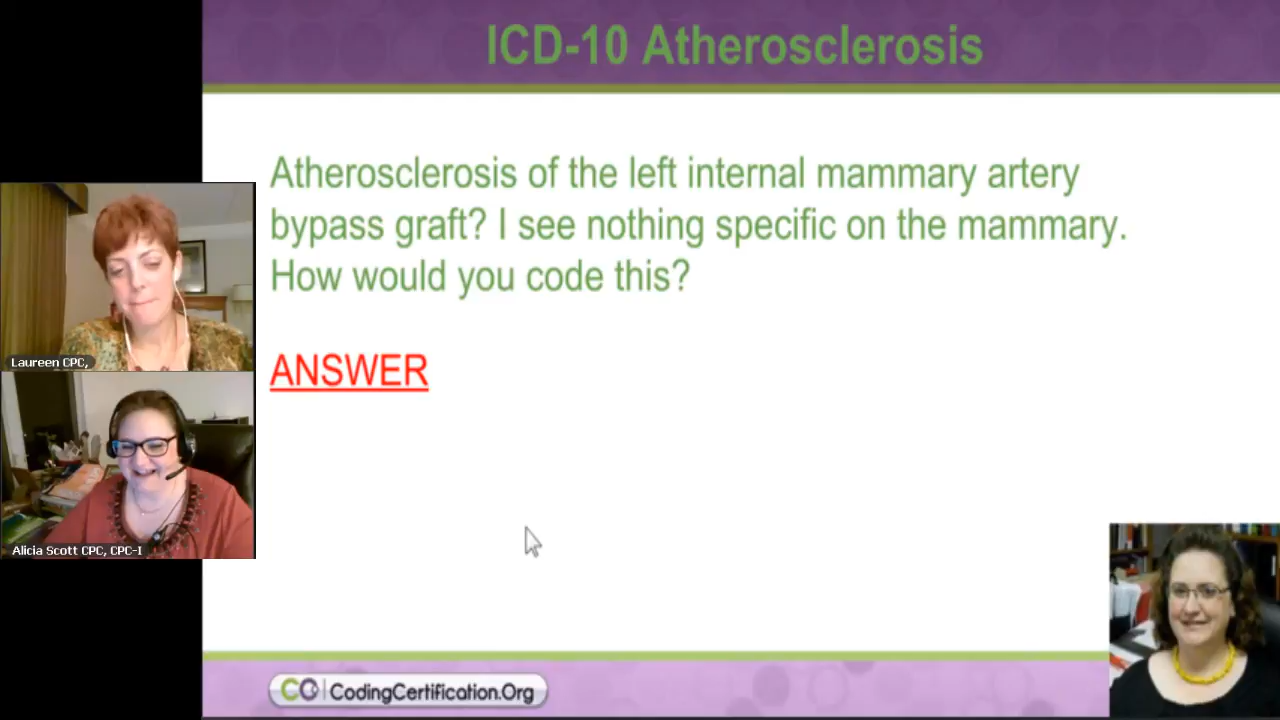 ICD-10 Atherosclerosis
Atherosclerosis of the left internal mammary artery
bypass graft? I see nothing specific on the mammary.
How would you code this?
ANSWER
Laureen CPC,
Alicia Scott CPC, CPC-I
CodingCertification.Org